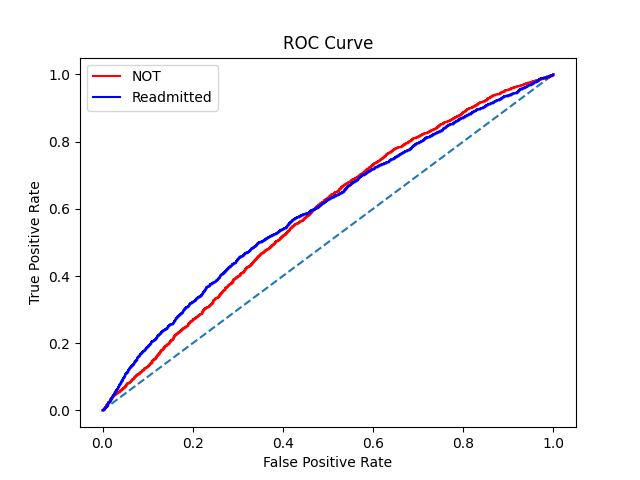 ROC Curve
NOT
Readmitted
True Positive Rate
1.0
0.8
0.6
0.4
0.2
0.0
0.0 0.2 0.4 0.6 0.8 1.0
False Positive Rate